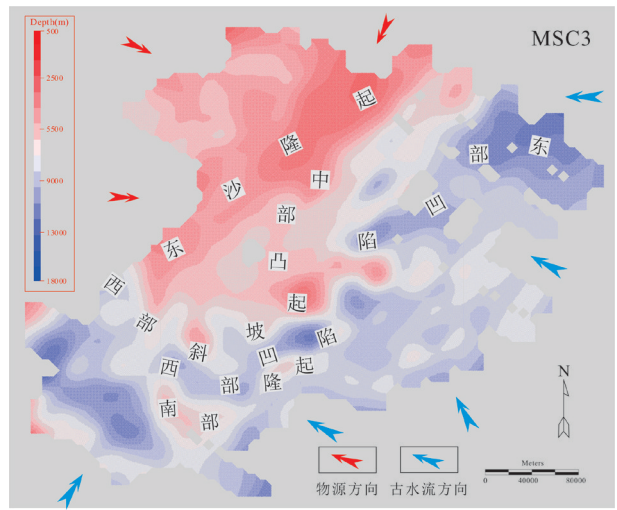 MSC3
Depth(m)
500
2500
5500
9000
13000
18000
东沙隆起
中部凸起
东部凹陷
西部斜坡
西部凹陷
南部隆起
N
物源方向
古水流方向
Meters
0 40000 80000